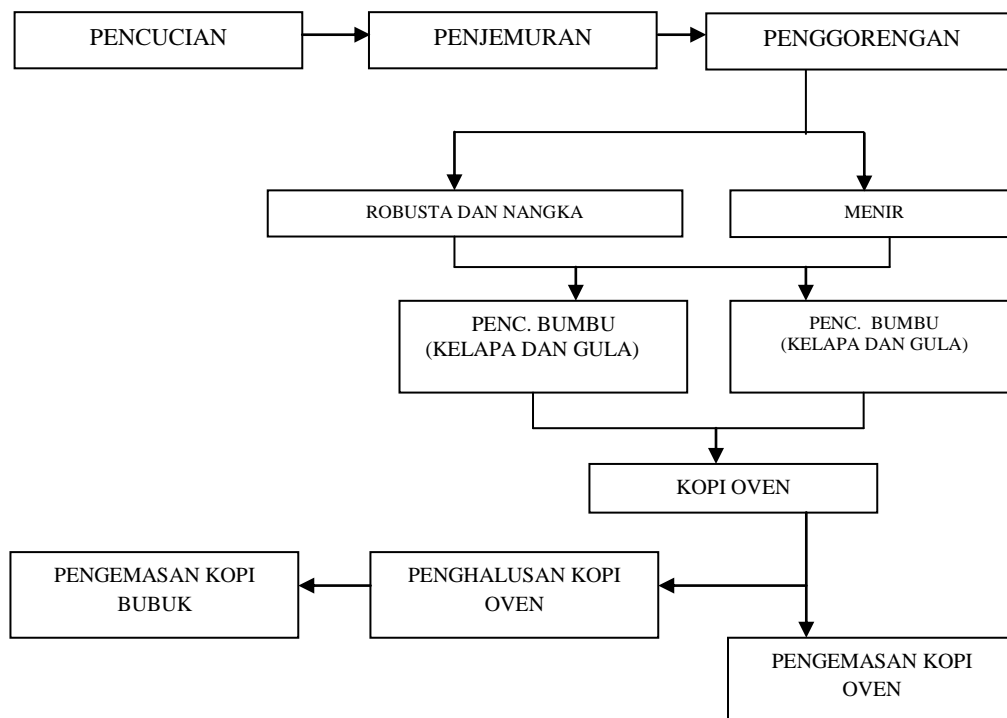 PENCUCIAN
PENJEMURAN
PENGGORENGAN
ROBUSTA DAN NANGKA
MENIR
PENC. BUMBU
(KELAPA DAN GULA)
PENC. BUMBU
(KELAPA DAN GULA)
KOPI OVEN
PENGEMASAN KOPI
BUBUK
PENGHALUSAN KOPI
OVEN
PENGEMASAN KOPI
OVEN